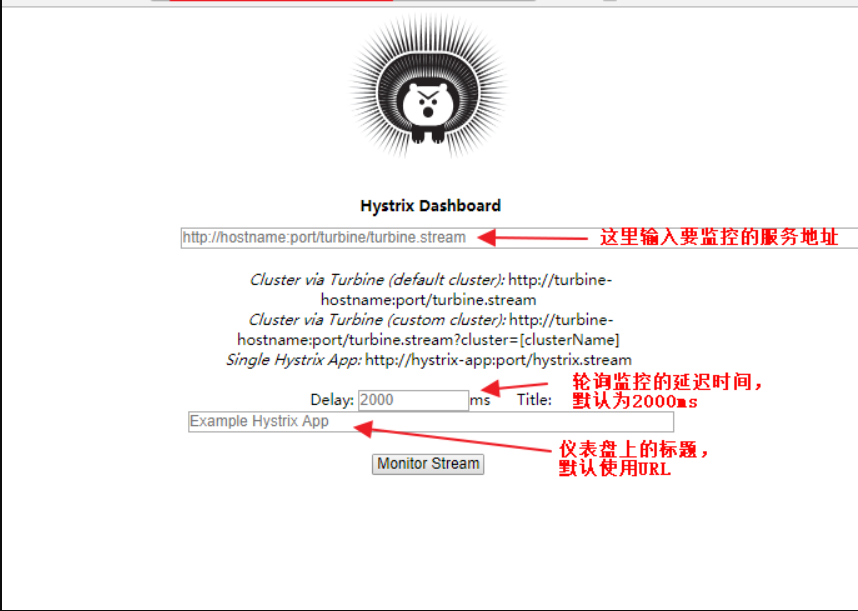 Hystrix Dashboard
http://hostname:port/turbine/turbine.stream
这里输入要监控的服务地址
Cluster via Turbine (default cluster): http://turbine-
hostname:port/turbine.stream
Cluster via Turbine (custom cluster): http://turbine-
hostname:port/turbine.stream?cluster=[clusterName]
Single Hystrix App: http://hystrix-app:port/hystrix.stream
Delay: 2000 ms Title:
轮询监控的延迟时间，
默认为2000ms
Example Hystrix App
仪表盘上的标题，
默认使用URL
Monitor Stream